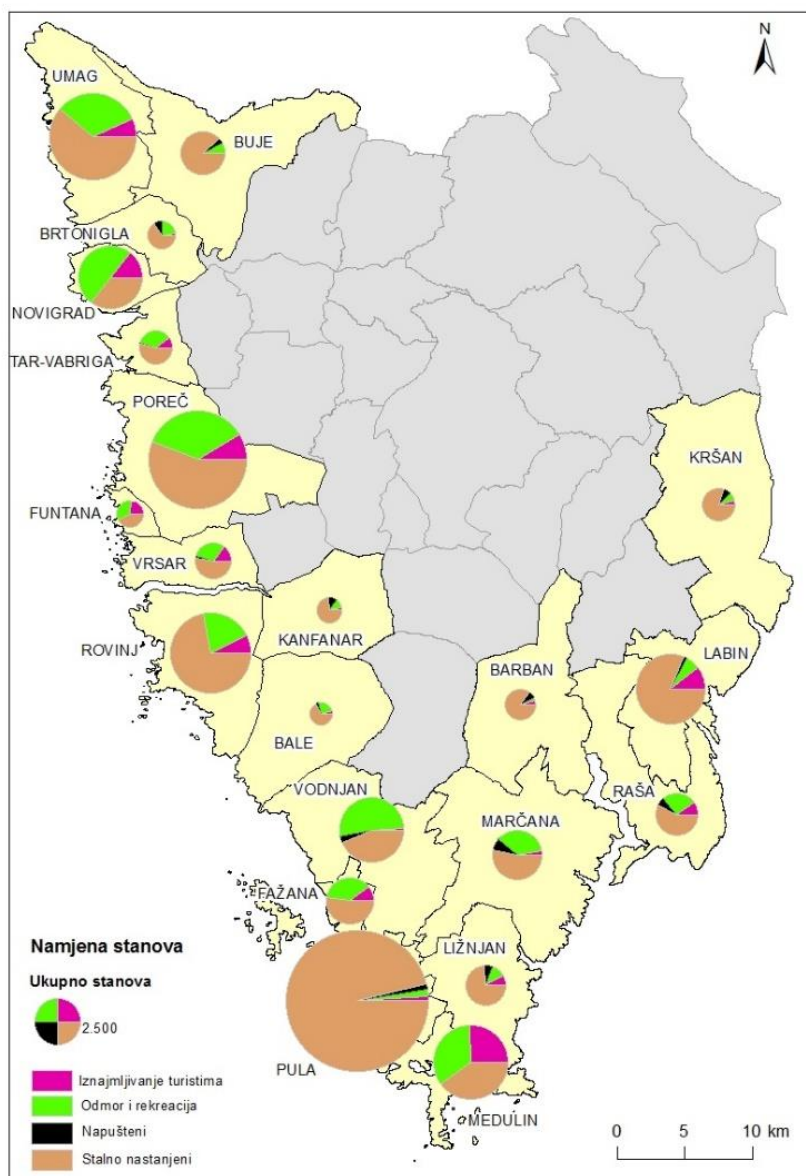 N
UMAG
BUJE
BRTONIGLA
NOVIGRAD
TAR-VABRIGA
POREČ
KRŠAN
FUNTANA
VRSAR
ROVINJ
KANFANAR
LABIN
BARBAN
BALE
VODNJAN
RAŠA
MARČANA
FAŽANA
LIŽNJAN
Namjena stanova
Ukupno stanova
2.500
PULA
Iznajmljivanje turistima
Odmor i rekreacija
MEDULIN
Napušteni
Stalno nastanjeni
0 5 10 km